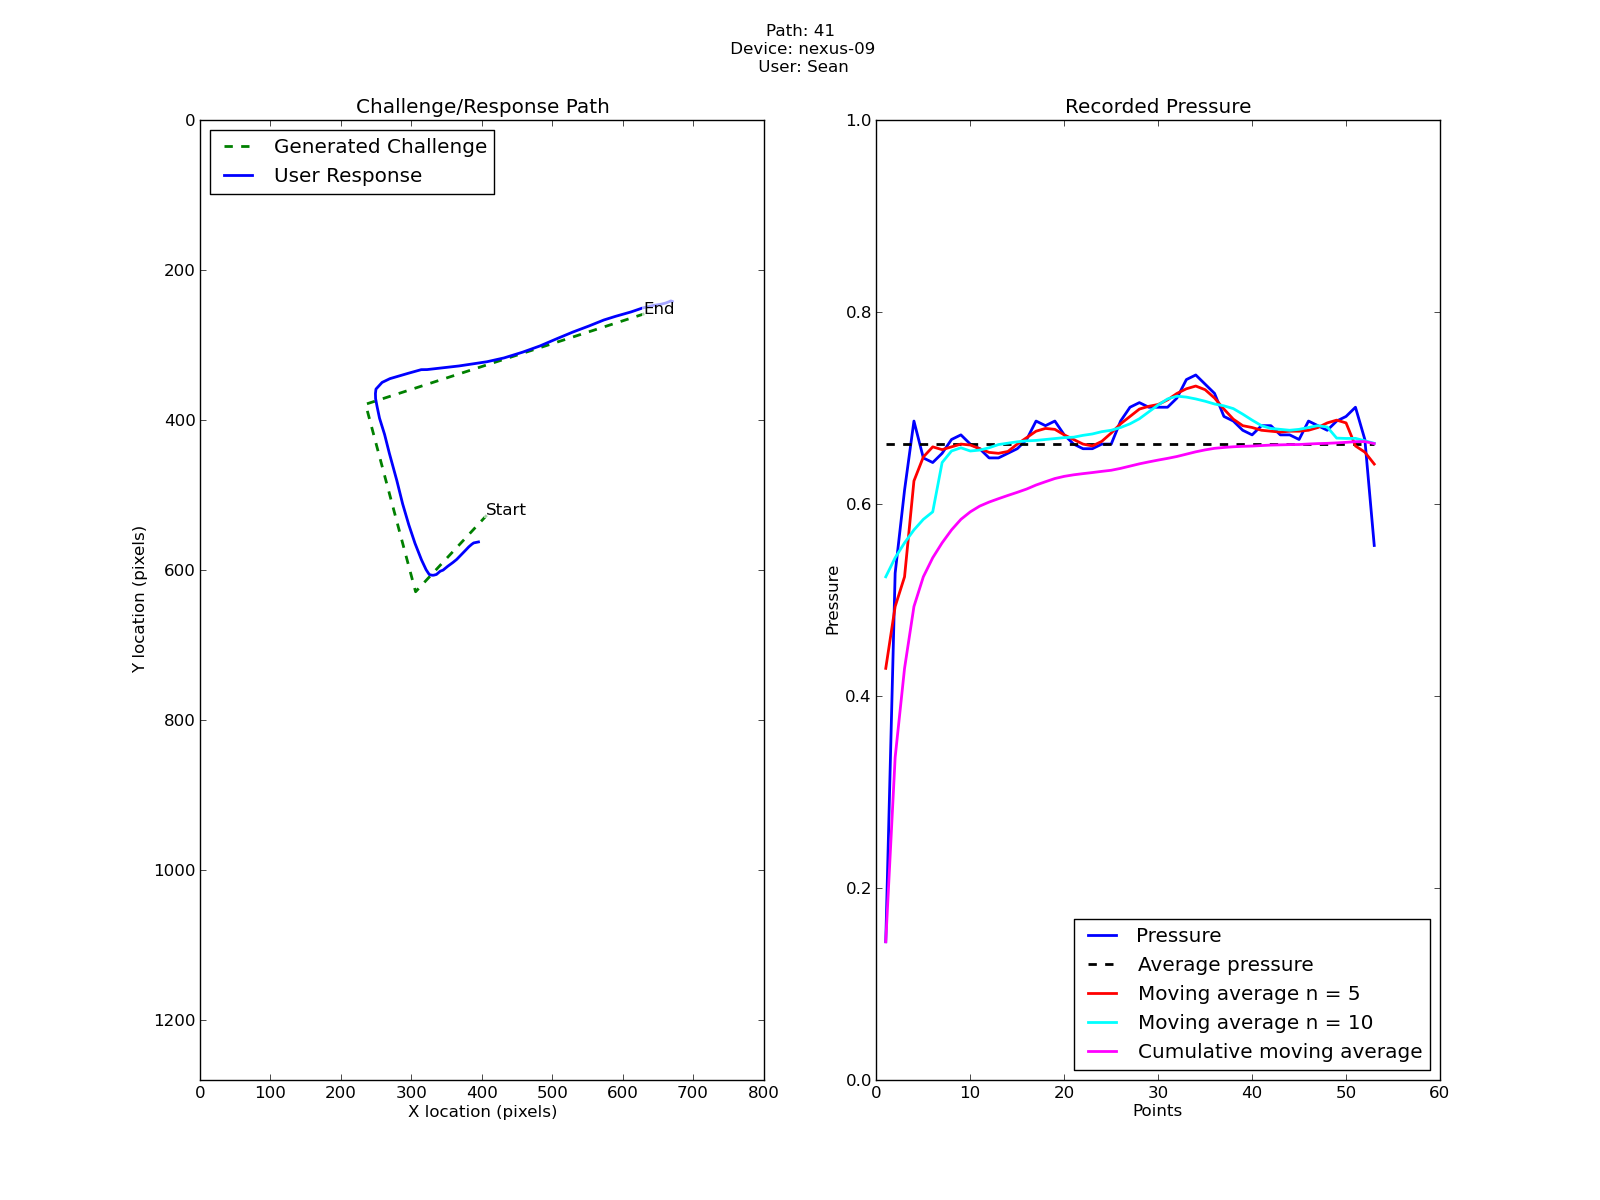 Path: 41
Device: nexus-09
User: Sean
Challenge/Response Path
Generated Challenge
User Response
0
200
400
600
800
1000
1200
Y location (pixels)
End
Start
0 100 200 300 400 500 600 700 800
X location (pixels)
Recorded Pressure
1.0
0.8
0.6
0.4
0.2
0.0
Pressure
Pressure
Average pressure
Moving average n = 5
Moving average n = 10
Cumulative moving average
0 10 20 30 40 50 60
Points